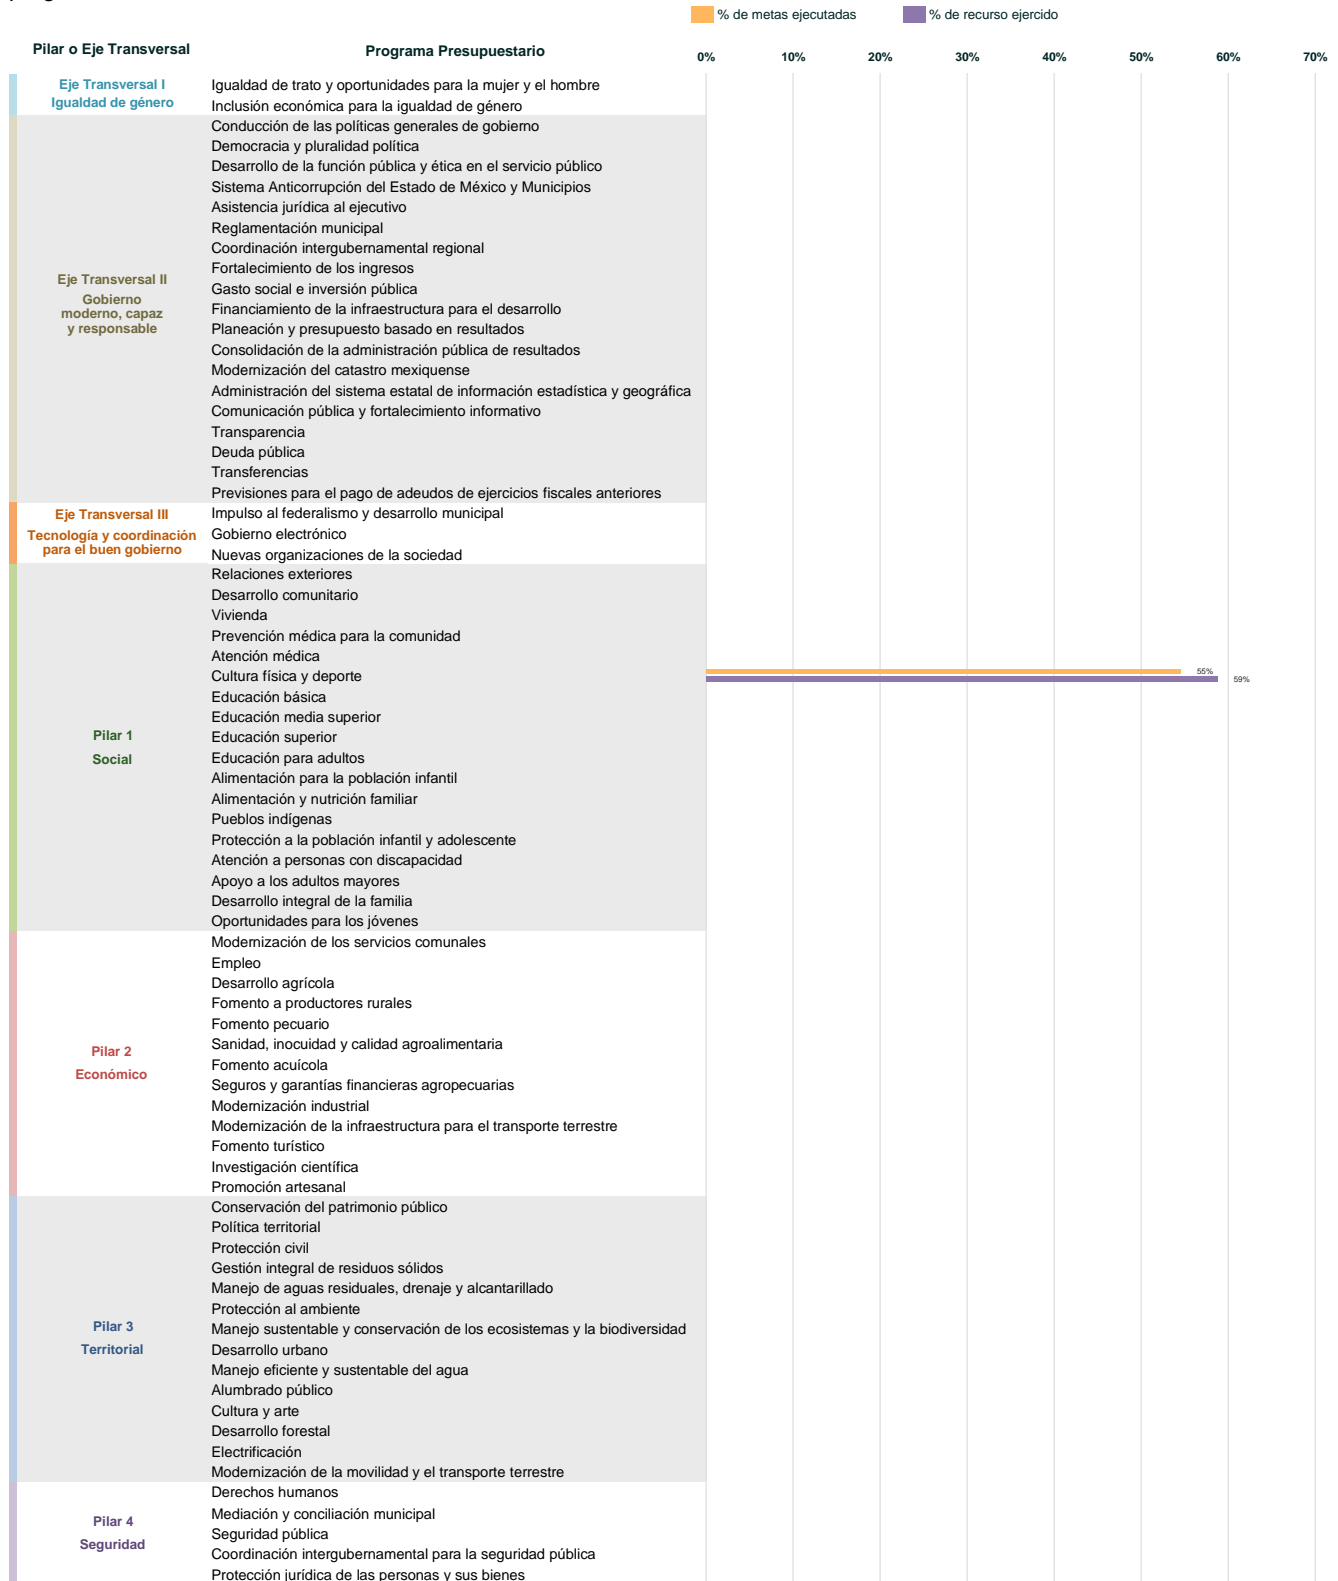 % de metas ejecutadas
% de recurso ejercido
Pilar o Eje Transversal
Programa Presupuestario
0% 10% 20% 30% 40% 50% 60% 70%
Eje Transversal I
Igualdad de género
Igualdad de trato y oportunidades para la mujer y el hombre
Inclusión económica para la igualdad de género
Eje Transversal II
Gobierno
moderno, capaz
y responsable
Conducción de las políticas generales de gobierno
Democracia y pluralidad política
Desarrollo de la función pública y ética en el servicio público
Sistema Anticorrupción del Estado de México y Municipios
Asistencia jurídica al ejecutivo
Reglamentación municipal
Coordinación intergubernamental regional
Fortalecimiento de los ingresos
Gasto social e inversión pública
Financiamiento de la infraestructura para el desarrollo
Planeación y presupuesto basado en resultados
Consolidación de la administración pública de resultados
Modernización del catastro mexiquense
Administración del sistema estatal de información estadística y geográfica
Comunicación pública y fortalecimiento informativo
Transparencia
Deuda pública
Transferencias
Previsiones para el pago de adeudos de ejercicios fiscales anteriores
Eje Transversal III
Tecnología y coordinación
para el buen gobierno
Impulso al federalismo y desarrollo municipal
Gobierno electrónico
Nuevas organizaciones de la sociedad
Pilar 1
Social
Relaciones exteriores
Desarrollo comunitario
Vivienda
Prevención médica para la comunidad
Atención médica
Cultura física y deporte
55%
59%
Educación básica
Educación media superior
Educación superior
Educación para adultos
Alimentación para la población infantil
Alimentación y nutrición familiar
Pueblos indígenas
Protección a la población infantil y adolescente
Atención a personas con discapacidad
Apoyo a los adultos mayores
Desarrollo integral de la familia
Oportunidades para los jóvenes
Pilar 2
Económico
Modernización de los servicios comunales
Empleo
Desarrollo agrícola
Fomento a productores rurales
Fomento pecuario
Sanidad, inocuidad y calidad agroalimentaria
Fomento acuícola
Seguros y garantías financieras agropecuarias
Modernización industrial
Modernización de la infraestructura para el transporte terrestre
Fomento turístico
Investigación científica
Promoción artesanal
Pilar 3
Territorial
Conservación del patrimonio público
Política territorial
Protección civil
Gestión integral de residuos sólidos
Manejo de aguas residuales, drenaje y alcantarillado
Protección al ambiente
Manejo sustentable y conservación de los ecosistemas y la biodiversidad
Desarrollo urbano
Manejo eficiente y sustentable del agua
Alumbrado público
Cultura y arte
Desarrollo forestal
Electrificación
Modernización de la movilidad y el transporte terrestre
Pilar 4
Seguridad
Derechos humanos
Mediación y conciliación municipal
Seguridad pública
Coordinación intergubernamental para la seguridad pública
Protección jurídica de las personas y sus bienes